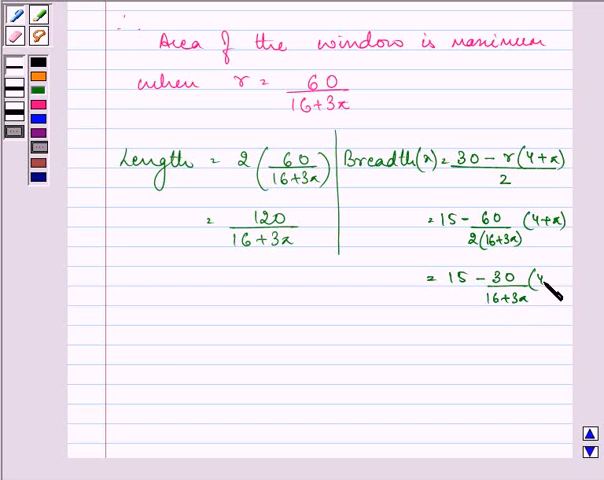 ∴
Area of the window is maximum
when r = 60/(16+3π)
Length = 2(60/(16+3π))
= 120/(16+3π)
Breadth(x) = (30-r(4+π))/2
= 15 - 60/(2(16+3π)) (4+π)
= 15 - 30/(16+3π) (4